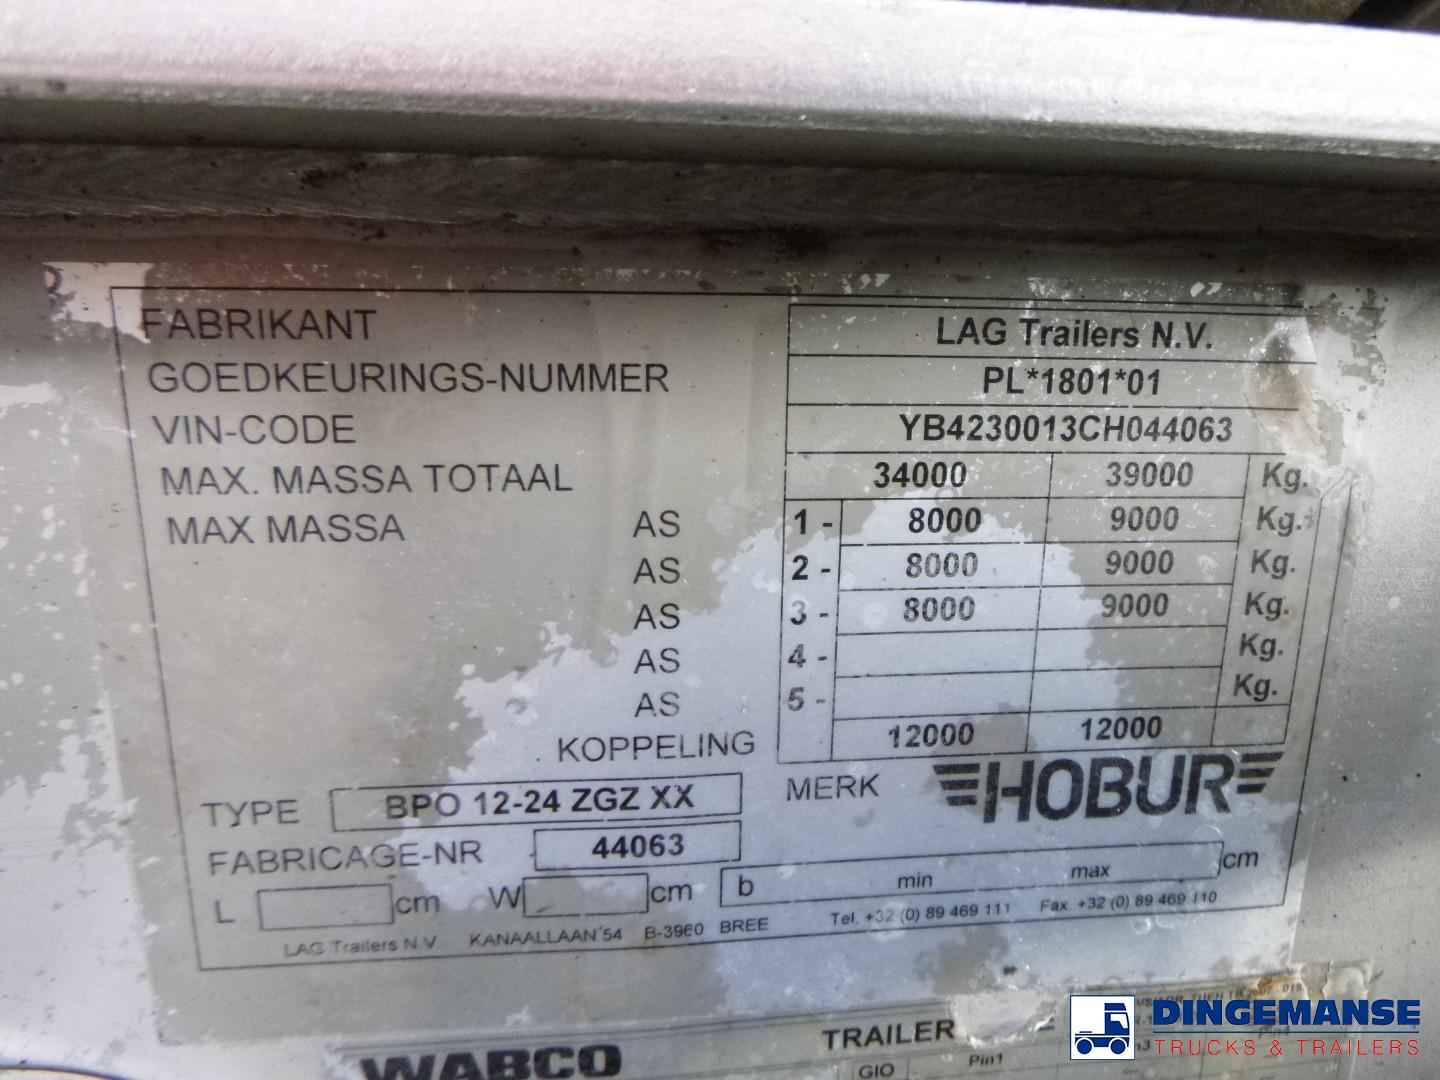 FABRIKANT LAG Trailers N.V.
GOEDKEURINGS-NUMMER PL*1801*01
VIN-CODE YB4230013CH044063
MAX. MASSA TOTAAL 34000 39000 Kg.
MAX MASSA AS 1 - 8000 9000 Kg.
AS 2 - 8000 9000 Kg.
AS 3 - 8000 9000 Kg.
AS 4 - Kg.
AS 5 - Kg.
KOPPELING 12000 12000
TYPE BPO 12-24 ZGZ XX MERK HOBUR
FABRICAGE-NR 44063
L cm W cm b min max cm
LAG Trailers N.V KANAALLAAN 54 B-3960 BREE Tel. +32 (0) 89 469 111 Fax. +32 (0) 89 469 110
WABCO TRAILER
GIO Pin1
DINGEMANSE
TRUCKS & TRAILERS